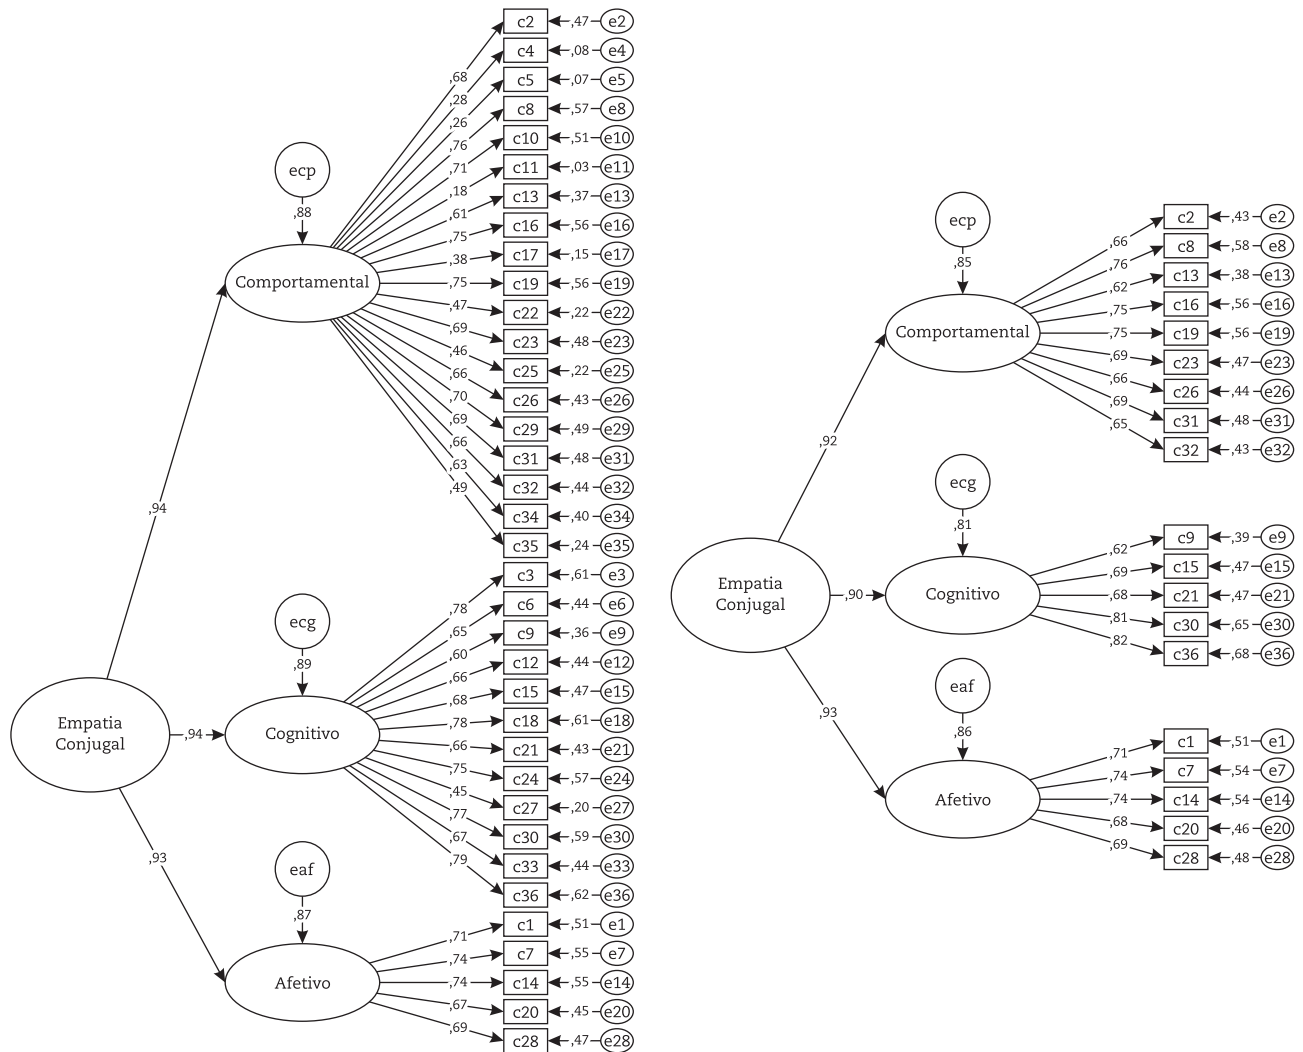 ,68 c2 ,47 e2
,28 c4 ,08 e4
,26 c5 ,07 e5
,76 c8 ,57 e8
,71 c10 ,51 e10
,18 c11 ,03 e11
,61 c13 ,37 e13
,75 c16 ,56 e16
,38 c17 ,15 e17
,75 c19 ,56 e19
,47 c22 ,22 e22
,69 c23 ,48 e23
,46 c25 ,22 e25
,66 c26 ,43 e26
,70 c29 ,49 e29
,69 c31 ,48 e31
,66 c32 ,44 e32
,63 c34 ,40 e34
,49 c35 ,24 e35
ecp
,88
Comportamental
,94
,78 c3 ,61 e3
,65 c6 ,44 e6
,60 c9 ,36 e9
,66 c12 ,44 e12
,68 c15 ,47 e15
,78 c18 ,61 e18
,66 c21 ,43 e21
,75 c24 ,57 e24
,45 c27 ,20 e27
,77 c30 ,59 e30
,67 c33 ,44 e33
,79 c36 ,62 e36
ecg
,89
Empatia
Conjugal
,94
Cognitivo
,93
eaf
,87
Afetivo
,71 c1 ,51 e1
,74 c7 ,55 e7
,74 c14 ,55 e14
,67 c20 ,45 e20
,69 c28 ,47 e28
ecp
,85
Comportamental
,66 c2 ,43 e2
,76 c8 ,58 e8
,62 c13 ,38 e13
,75 c16 ,56 e16
,75 c19 ,56 e19
,69 c23 ,47 e23
,66 c26 ,44 e26
,69 c31 ,48 e31
,65 c32 ,43 e32
,92
ecg
,81
Empatia
Conjugal
,90
Cognitivo
,62 c9 ,39 e9
,69 c15 ,47 e15
,68 c21 ,47 e21
,81 c30 ,65 e30
,82 c36 ,68 e36
,93
eaf
,86
Afetivo
,71 c1 ,51 e1
,74 c7 ,54 e7
,74 c14 ,54 e14
,68 c20 ,46 e20
,69 c28 ,48 e28